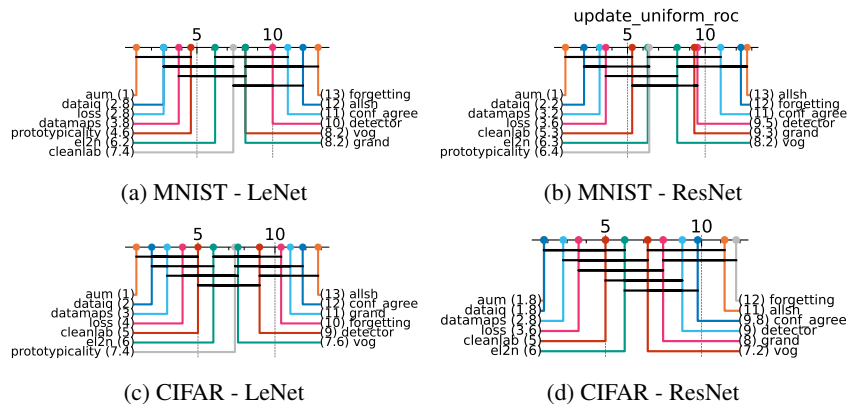 5 10
aum (1) (13) forgetting
dataiq (2.8) (12) allsh
loss (2.8) (11) conf_agree
datamaps (3.8) (10) detector
prototypicality (4.6) (8.2) vog
el2n (6.2) (8.2) grand
cleanlab (7.4)
(a) MNIST - LeNet
update_uniform_roc
5 10
aum (1) (13) allsh
dataiq (2.2) (12) forgetting
datamaps (3.2) (11) conf_agree
loss (3.6) (9.5) detector
cleanlab (5.3) (9.3) grand
el2n (6.3) (8.2) vog
prototypicality (6.4)
(b) MNIST - ResNet
5 10
aum (1) (13) allsh
dataiq (2) (12) conf_agree
datamaps (3) (11) grand
loss (4) (10) forgetting
cleanlab (5) (9) detector
el2n (6) (7.6) vog
prototypicality (7.4)
(c) CIFAR - LeNet
5 10
aum (1.8) (12) forgetting
dataiq (1.8) (11) allsh
datamaps (2.8) (9.8) conf_agree
loss (3.6) (9) detector
cleanlab (5) (8) grand
el2n (6) (7.2) vog
(d) CIFAR - ResNet